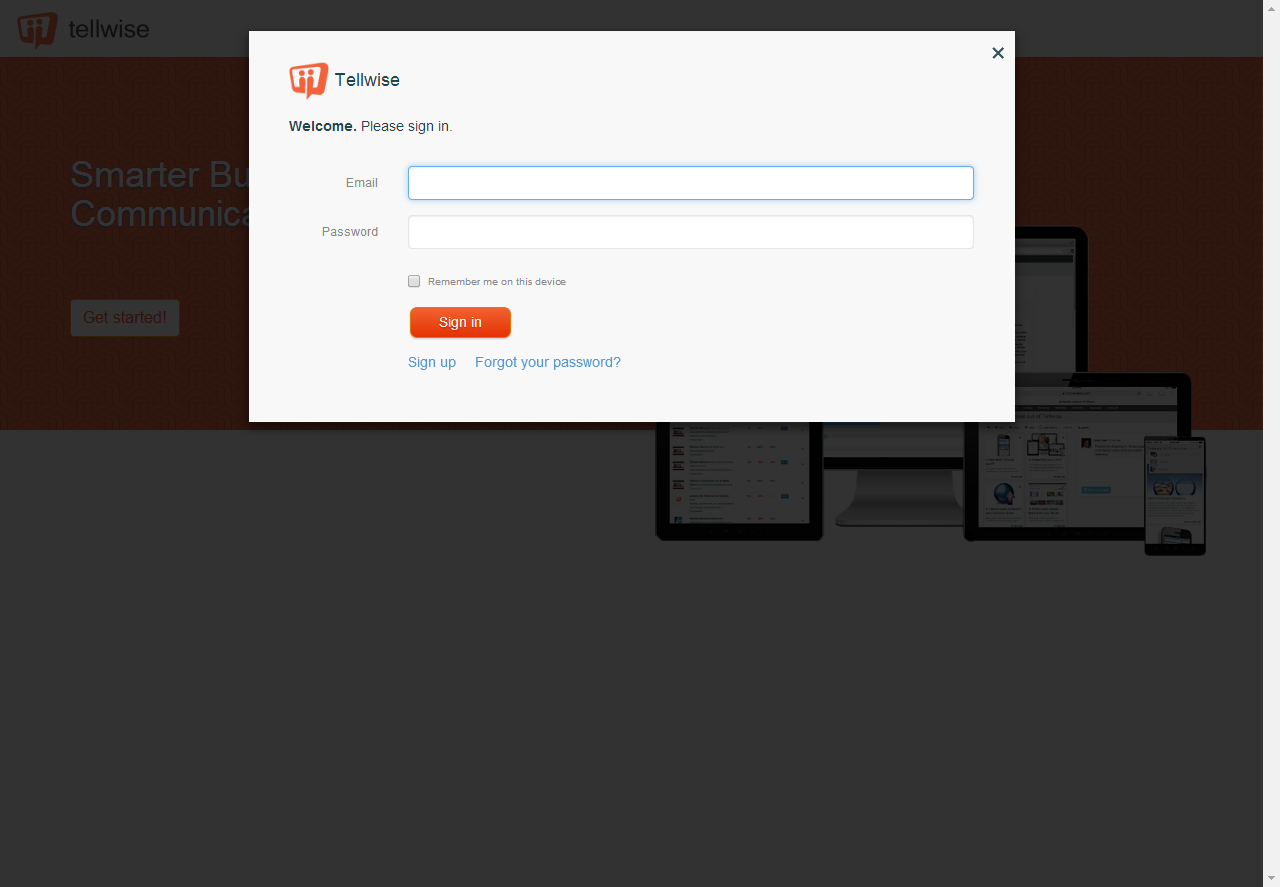 tellwise
Tellwise
Welcome. Please sign in.
Email
Password
Remember me on this device
Sign in
Sign up Forgot your password?
Smarter Bu
Communica
Get started!